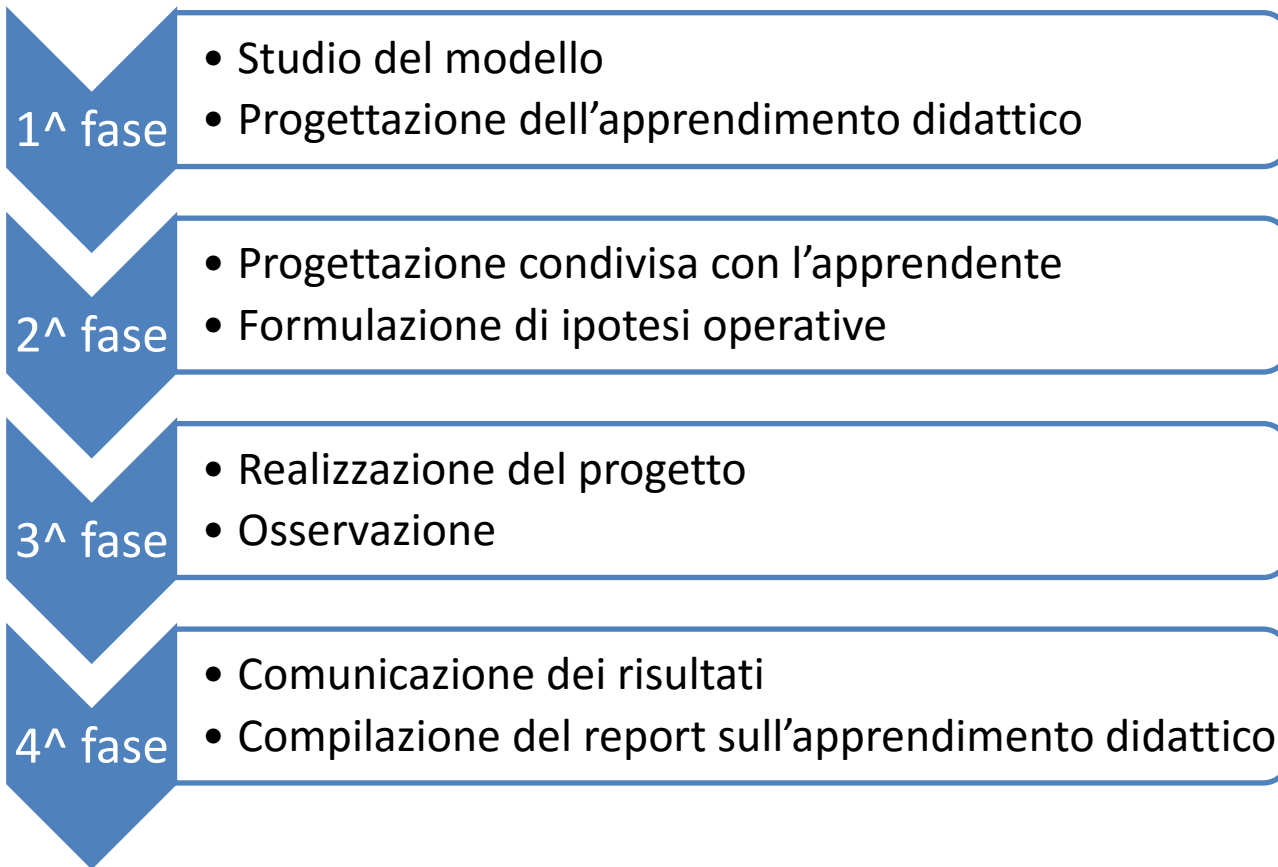 1^ fase
• Studio del modello
• Progettazione dell’apprendimento didattico
2^ fase
• Progettazione condivisa con l’apprendente
• Formulazione di ipotesi operative
3^ fase
• Realizzazione del progetto
• Osservazione
4^ fase
• Comunicazione dei risultati
• Compilazione del report sull’apprendimento didattico